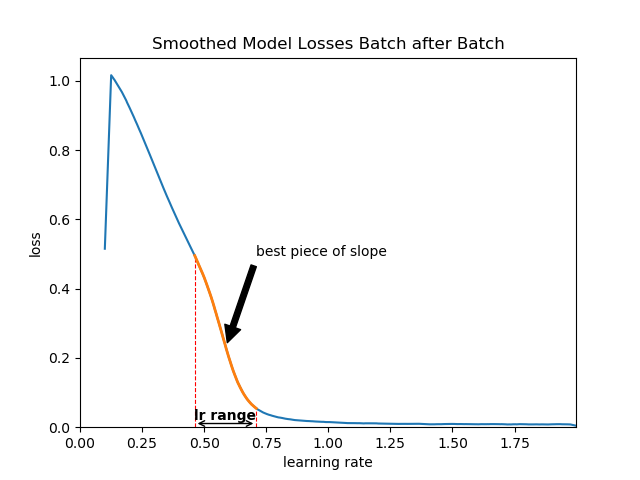 Smoothed Model Losses Batch after Batch
1.0
0.8
0.6
0.4
0.2
0.0
loss
best piece of slope
lr range
0.00 0.25 0.50 0.75 1.00 1.25 1.50 1.75
learning rate